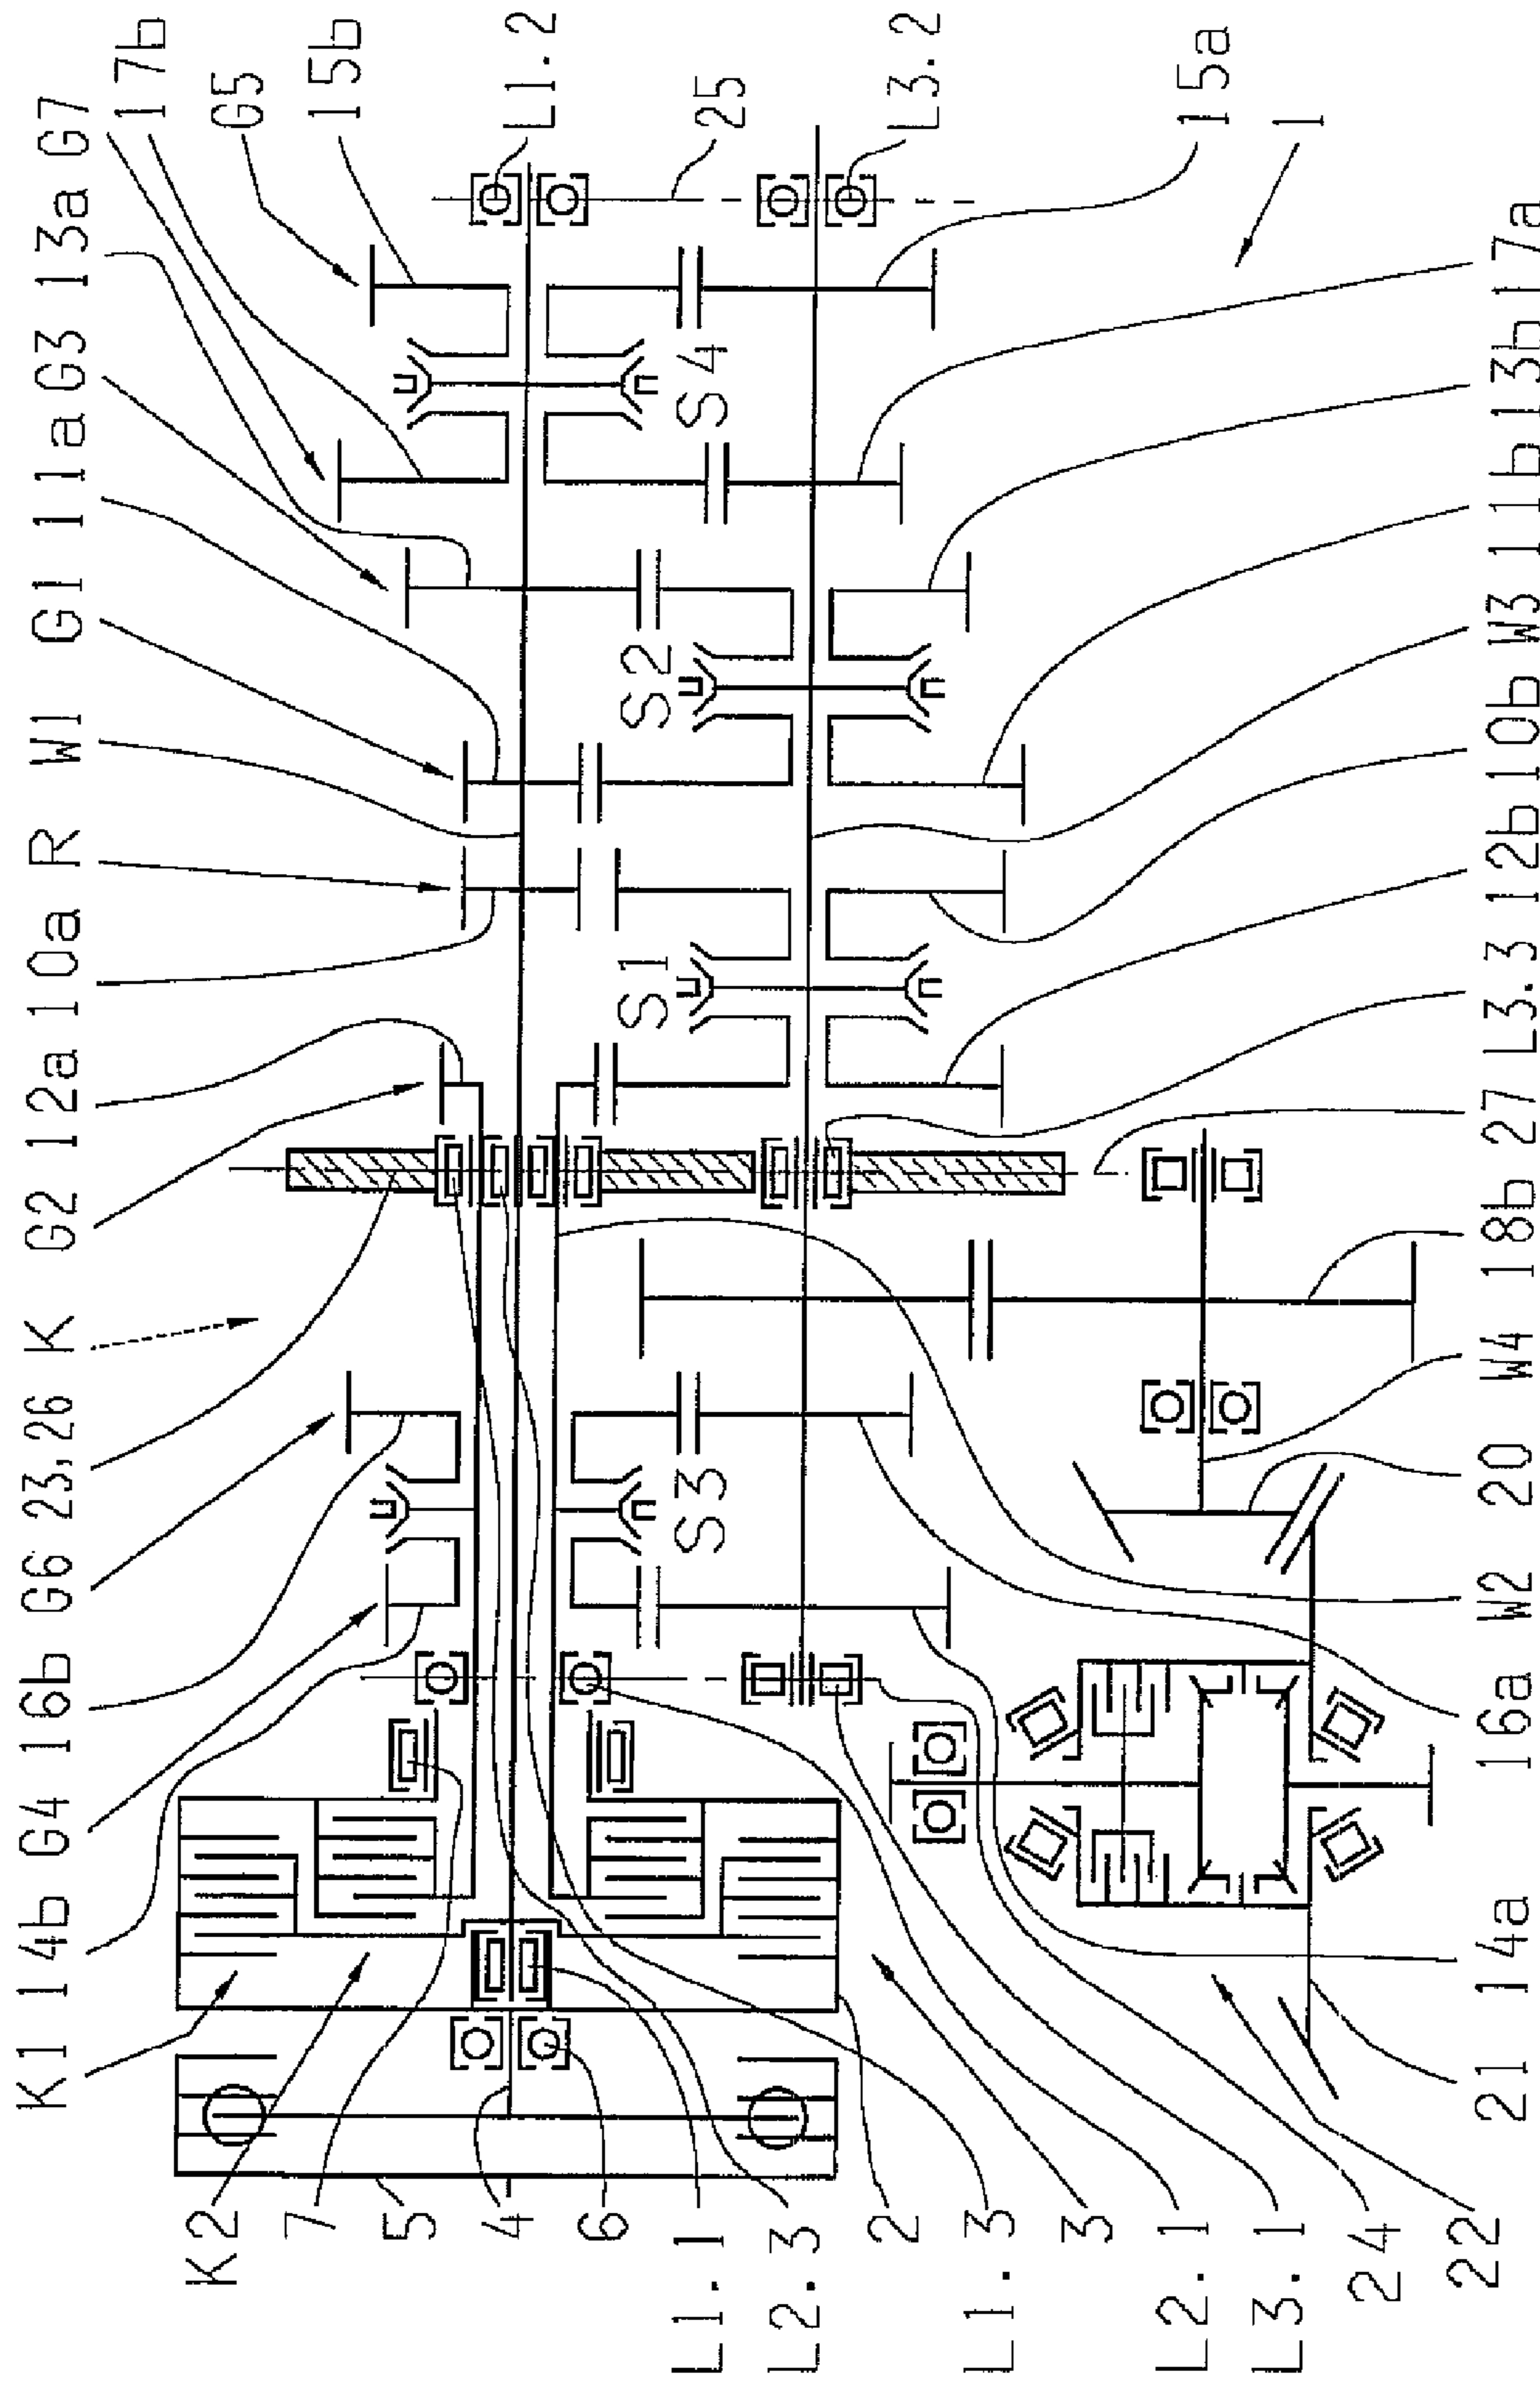 K1 14b G4 16b G6 23,26 K G2 12a 10a R W1 G1 11a G3 13a G7
17b
G5
15b
L1.2
25
L3.2
15a
1
S3
S1
S2
S4
K2
7
5
4
6
L1.1
L2.3
2
L1.3
3
L2.1
L3.1
24
22
21 14a 16a W2 20 W4 18b 27 L3.3 12b 10b W3 11b 13b 17a